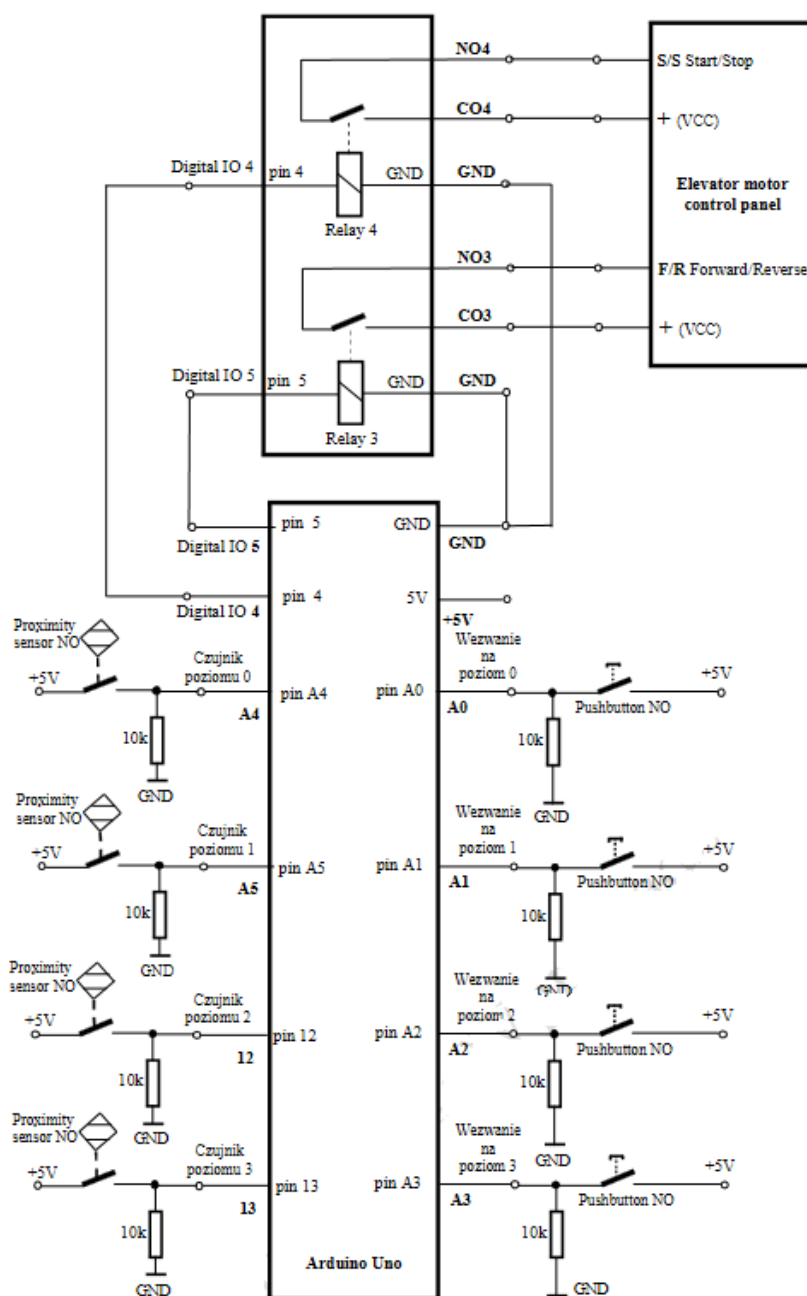 NO4
S/S Start/Stop
CO4
+ (VCC)
Digital IO 4
pin 4
GND
GND
Elevator motor
control panel
Relay 4
NO3
F/R Forward/Reverse
CO3
+ (VCC)
Digital IO 5
pin 5
GND
GND
Relay 3
pin 5
GND
Digital IO 5
GND
pin 4
5V
Digital IO 4
+5V
Proximity
sensor NO
+5V
Czujnik
poziomu 0
pin A4
A4
10k
GND
Wezwanie
na
poziom 0
pin A0
A0
+5V
Pushbutton NO
10k
GND
Proximity
sensor NO
+5V
Czujnik
poziomu 1
pin A5
A5
10k
GND
Wezwanie
na
poziom 1
pin A1
A1
+5V
Pushbutton NO
10k
GND
Proximity
sensor NO
+5V
Czujnik
poziomu 2
pin 12
12
10k
GND
Wezwanie
na
poziom 2
pin A2
A2
+5V
Pushbutton NO
10k
GND
Proximity
sensor NO
+5V
Czujnik
poziomu 3
pin 13
13
10k
GND
Wezwanie
na
poziom 3
pin A3
A3
+5V
Pushbutton NO
10k
GND
Arduino Uno